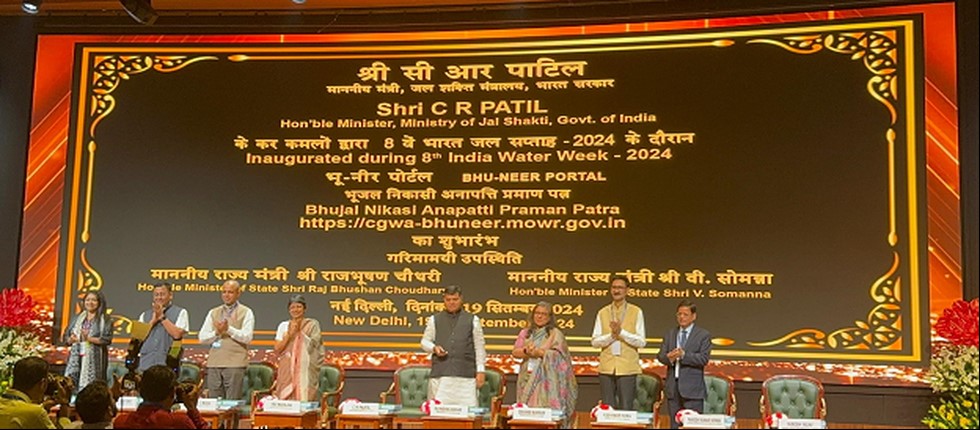 श्री सी आर पाटिल
माननीय मंत्री, जल शक्ति मंत्रालय, भारत सरकार
Shri C R PATIL
Hon'ble Minister, Ministry of Jal Shakti, Govt. of India
के कर कमलों द्वारा 8 वें भारत जल सप्ताह -2024 के दौरान
Inaugurated during 8th India Water Week - 2024
भू-नीर पोर्टल BHU-NEER PORTAL
भूजल निकासी अनापत्ति प्रमाण पत्र
Bhujal Nikasi Anapatti Praman Patra
https://cgwa-bhuneer.mowr.gov.in
का शुभारंभ
गरिमामयी उपस्थिति
माननीय राज्य मंत्री श्री राजभूषण चौधरी माननीय राज्य मंत्री श्री वी. सोमन्ना
Hon'ble Minister of State Shri Raj Bhushan Choudhar Hon'ble Minister State Shri V. Somanna
नई दिल्ली, 19 सितम्बर 2024
New Delhi, 2024